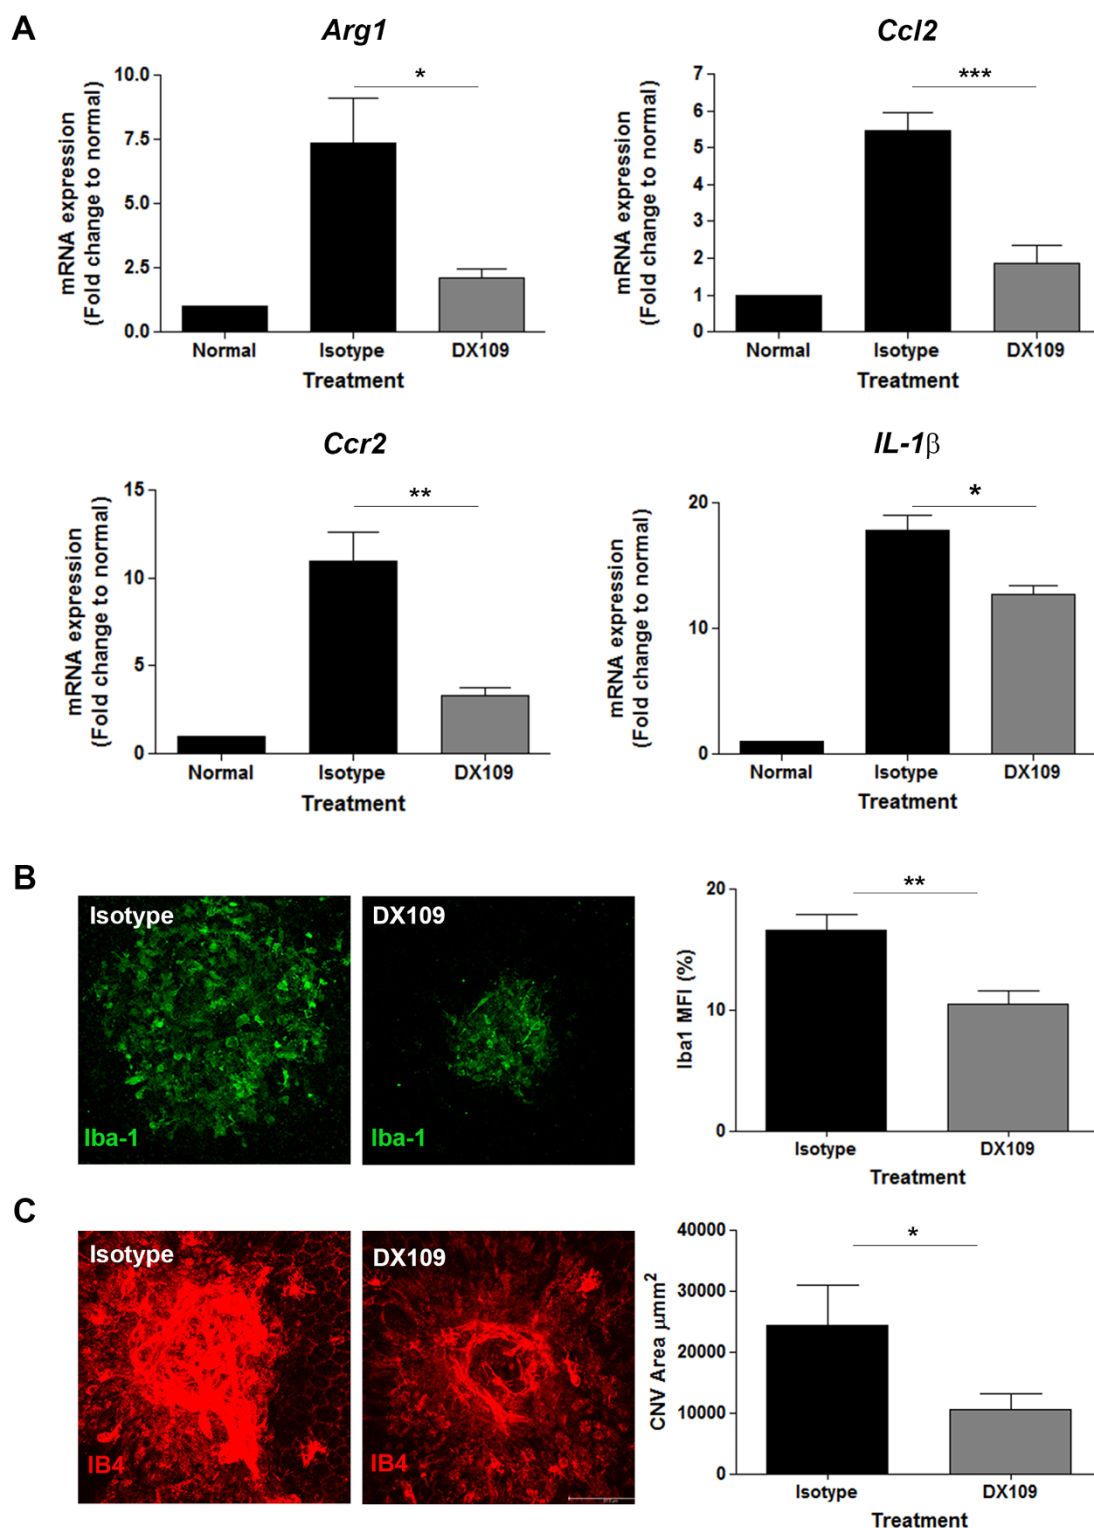 A
Arg1
Ccl2
10.0
7.5
5.0
2.5
0.0
mRNA expression
(Fold change to normal)
*
Normal
Isotype
DX109
Treatment
7
6
5
4
3
2
1
0
mRNA expression
(Fold change to normal)
***
Normal
Isotype
DX109
Treatment
Ccr2
IL-1β
15
10
5
0
mRNA expression
(Fold change to normal)
**
Normal
Isotype
DX109
Treatment
20
10
0
mRNA expression
(Fold change to normal)
*
Normal
Isotype
DX109
Treatment
B
Isotype
Iba-1
DX109
Iba-1
20
10
0
Iba1 MFI (%)
**
Isotype
DX109
Treatment
C
Isotype
IB4
DX109
IB4
40000
30000
20000
10000
0
CNV Area µmm²
*
Isotype
DX109
Treatment